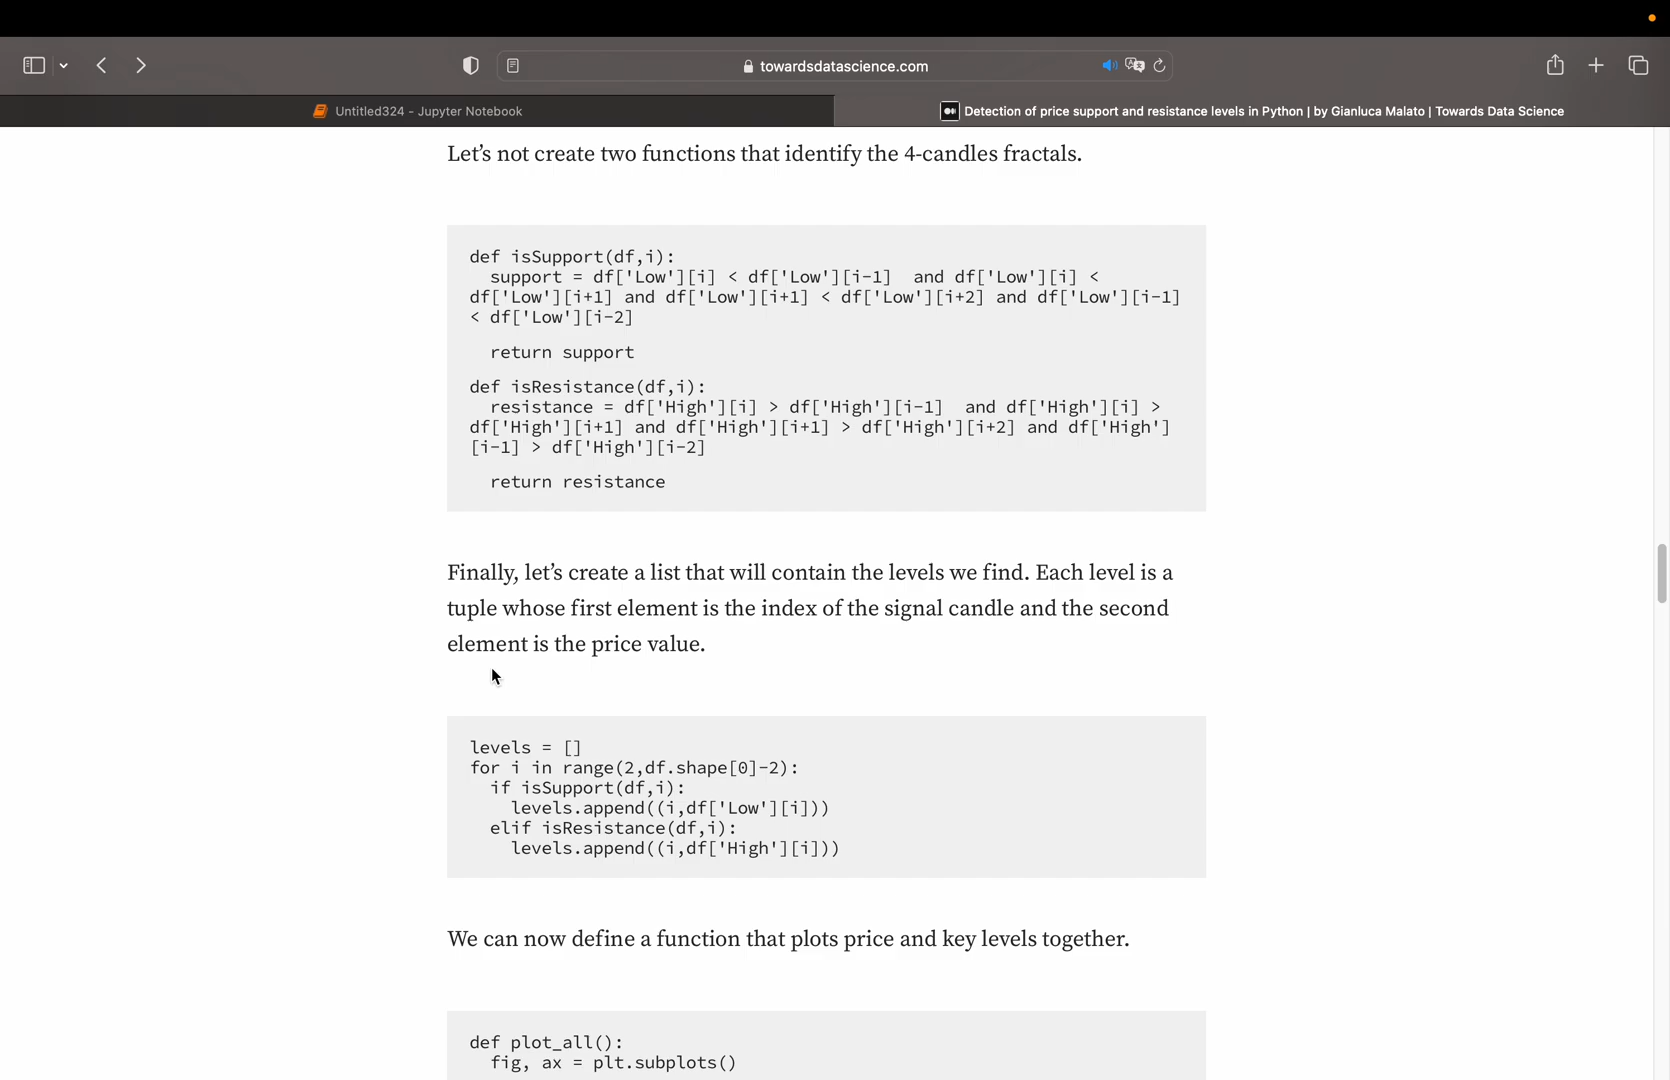 towardsdatascience.com
Untitled324 - Jupyter Notebook
Detection of price support and resistance levels in Python | by Gianluca Malato | Towards Data Science
Let’s not create two functions that identify the 4-candles fractals.
def isSupport(df,i):
  support = df['Low'][i] < df['Low'][i-1]  and df['Low'][i] <
df['Low'][i+1] and df['Low'][i+1] < df['Low'][i+2] and df['Low'][i-1]
< df['Low'][i-2]
  return support
def isResistance(df,i):
  resistance = df['High'][i] > df['High'][i-1]  and df['High'][i] >
df['High'][i+1] and df['High'][i+1] > df['High'][i+2] and df['High']
[i-1] > df['High'][i-2]
  return resistance
Finally, let’s create a list that will contain the levels we find. Each level is a
tuple whose first element is the index of the signal candle and the second
element is the price value.
levels = []
for i in range(2,df.shape[0]-2):
  if isSupport(df,i):
    levels.append((i,df['Low'][i]))
  elif isResistance(df,i):
    levels.append((i,df['High'][i]))
We can now define a function that plots price and key levels together.
def plot_all():
  fig, ax = plt.subplots()